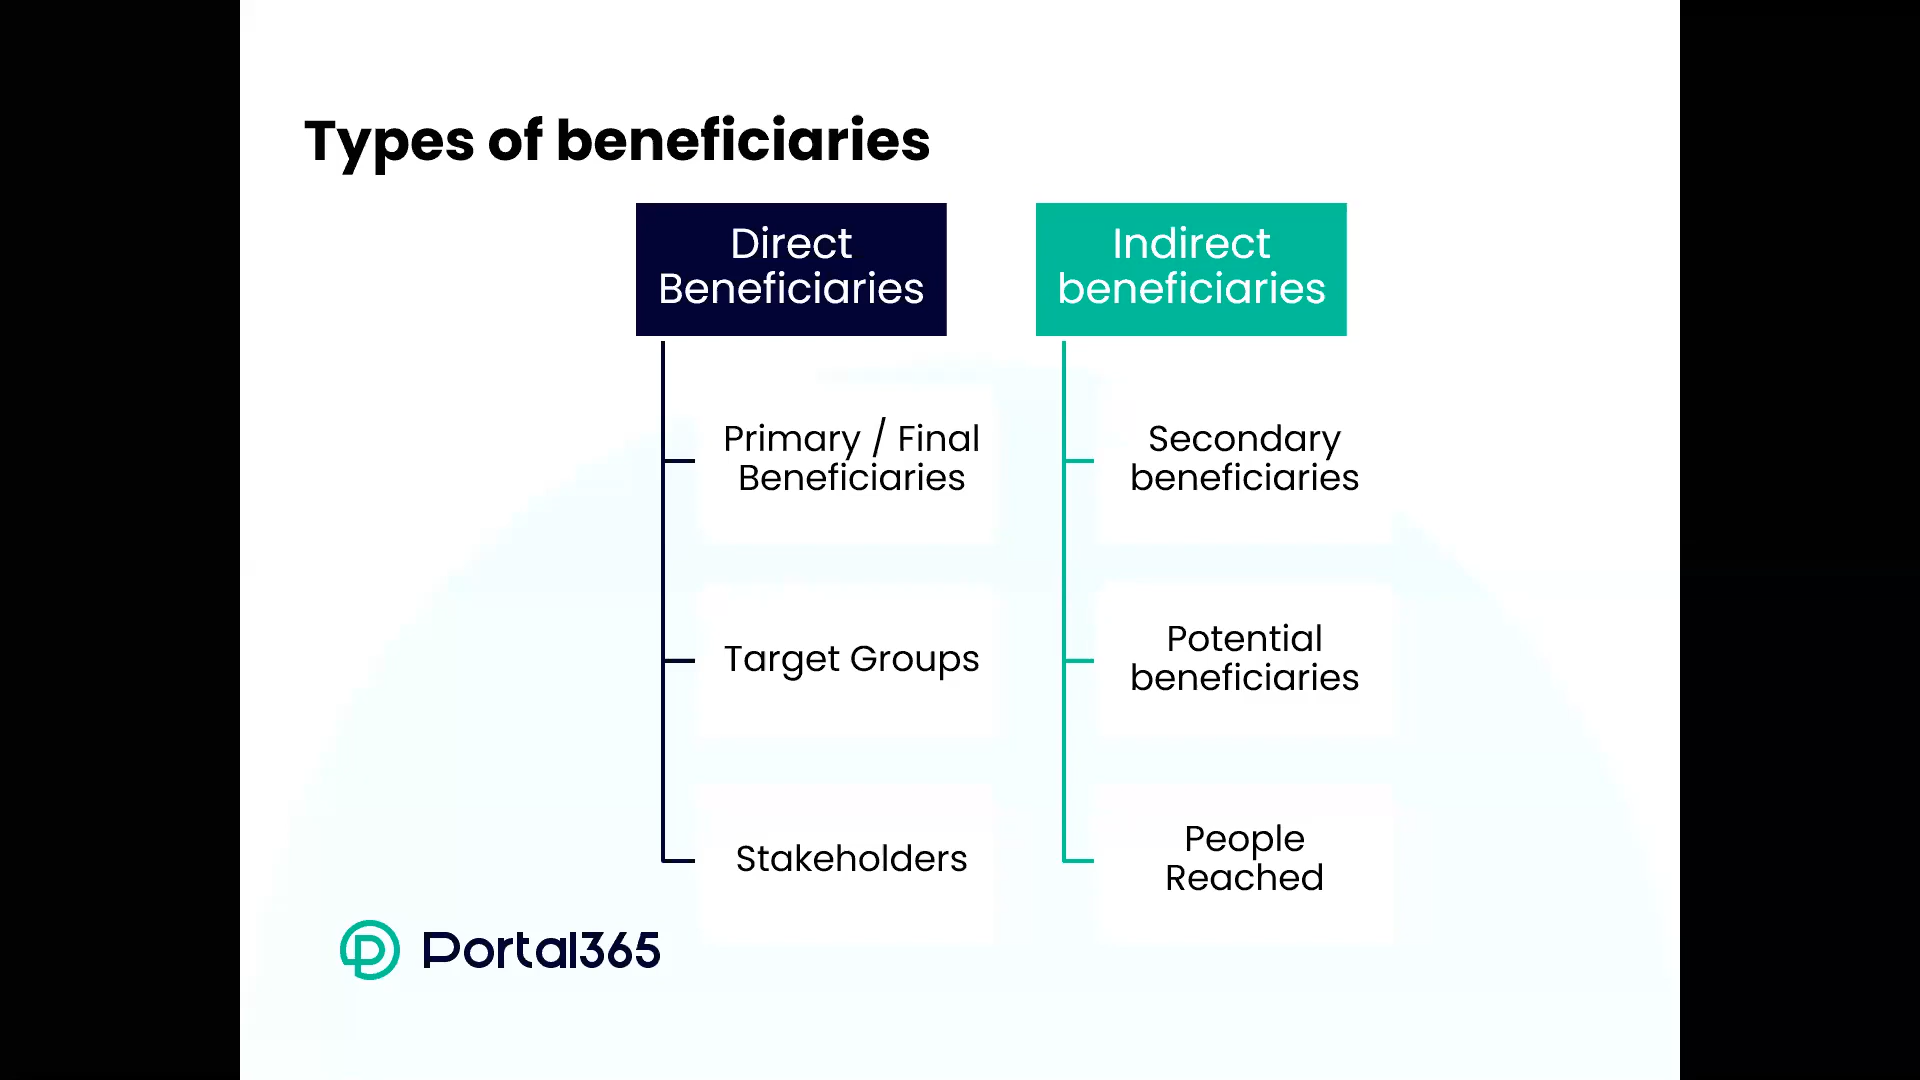 Types of beneficiaries
Direct
Beneficiaries
Primary / Final
Beneficiaries
Target Groups
Stakeholders
Indirect
beneficiaries
Secondary
beneficiaries
Potential
beneficiaries
People
Reached
Portal365